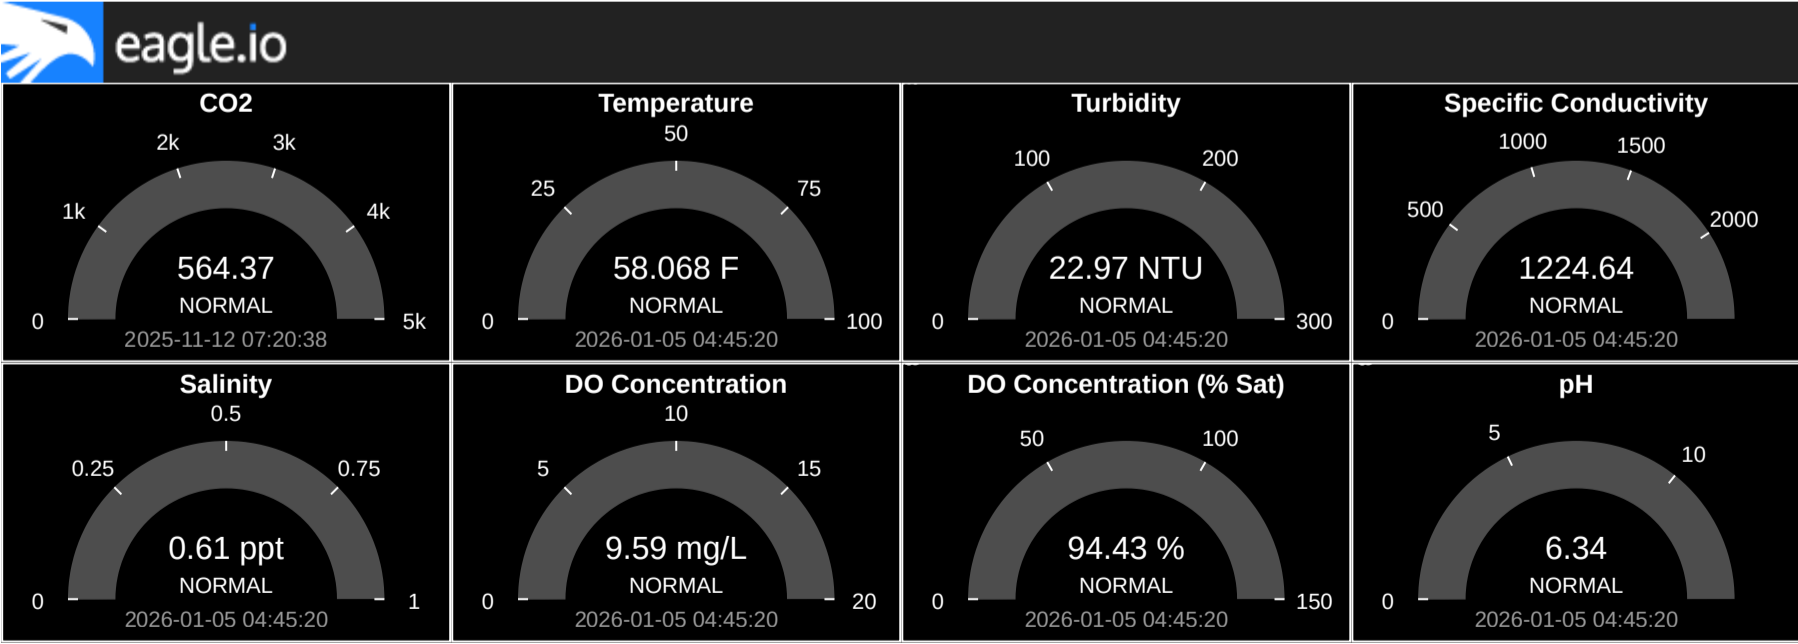 eagle.io
CO2
2k
3k
1k
4k
564.37
NORMAL
0
5k
2025-11-12 07:20:38
Temperature
50
25
75
58.068 F
NORMAL
0
100
2026-01-05 04:45:20
Turbidity
100
200
22.97 NTU
NORMAL
0
300
2026-01-05 04:45:20
Specific Conductivity
1000
1500
500
2000
1224.64
NORMAL
0
2026-01-05 04:45:20
Salinity
0.5
0.25
0.75
0.61 ppt
NORMAL
0
1
2026-01-05 04:45:20
DO Concentration
10
5
15
9.59 mg/L
NORMAL
0
20
2026-01-05 04:45:20
DO Concentration (% Sat)
50
100
94.43 %
NORMAL
0
150
2026-01-05 04:45:20
pH
5
10
6.34
NORMAL
0
2026-01-05 04:45:20